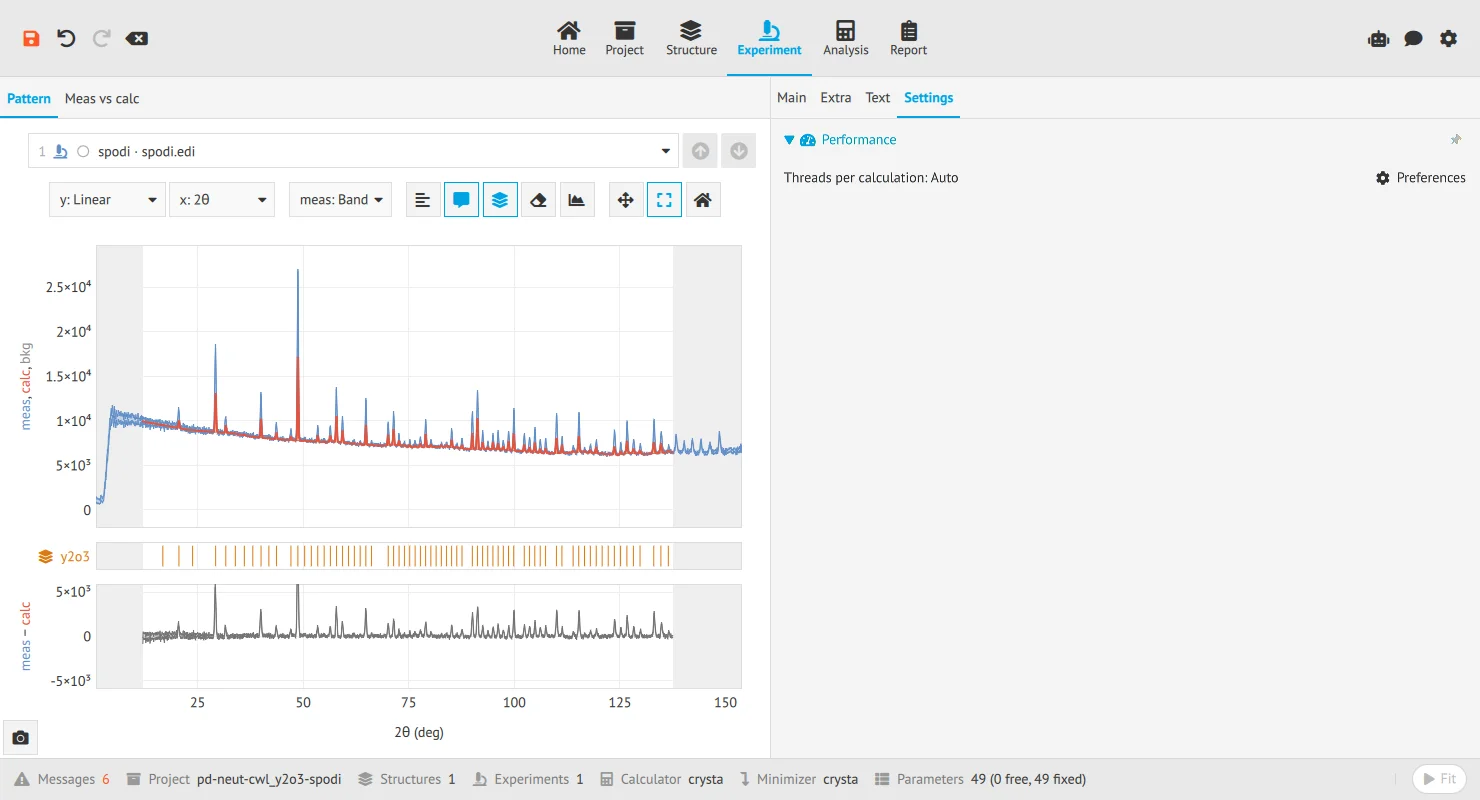 Home
Project
Structure
Experiment
Analysis
Report
Pattern
Meas vs calc
Main
Extra
Text
Settings
1 spodi · spodi.edi
Performance
Threads per calculation: Auto
Preferences
y: Linear
x: 2θ
meas: Band
meas, calc, bkg
2.5×10⁴
2×10⁴
1.5×10⁴
1×10⁴
5×10³
0
y2o3
meas − calc
5×10³
0
-5×10³
25
50
75
100
125
150
2θ (deg)
Messages 6
Project pd-neut-cwl_y2o3-spodi
Structures 1
Experiments 1
Calculator crysta
Minimizer crysta
Parameters 49 (0 free, 49 fixed)
Fit